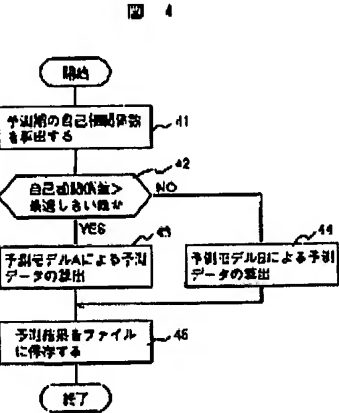 図 4
開始
予測期の自己相関係数
を算出する
41
自己相関係数>
最適しきい値か
42
NO
YES
43
44
予測モデルAによる予測
データの算出
予測モデルBによる予測
データの算出
予測結果をファイル
に保存する
45
終了